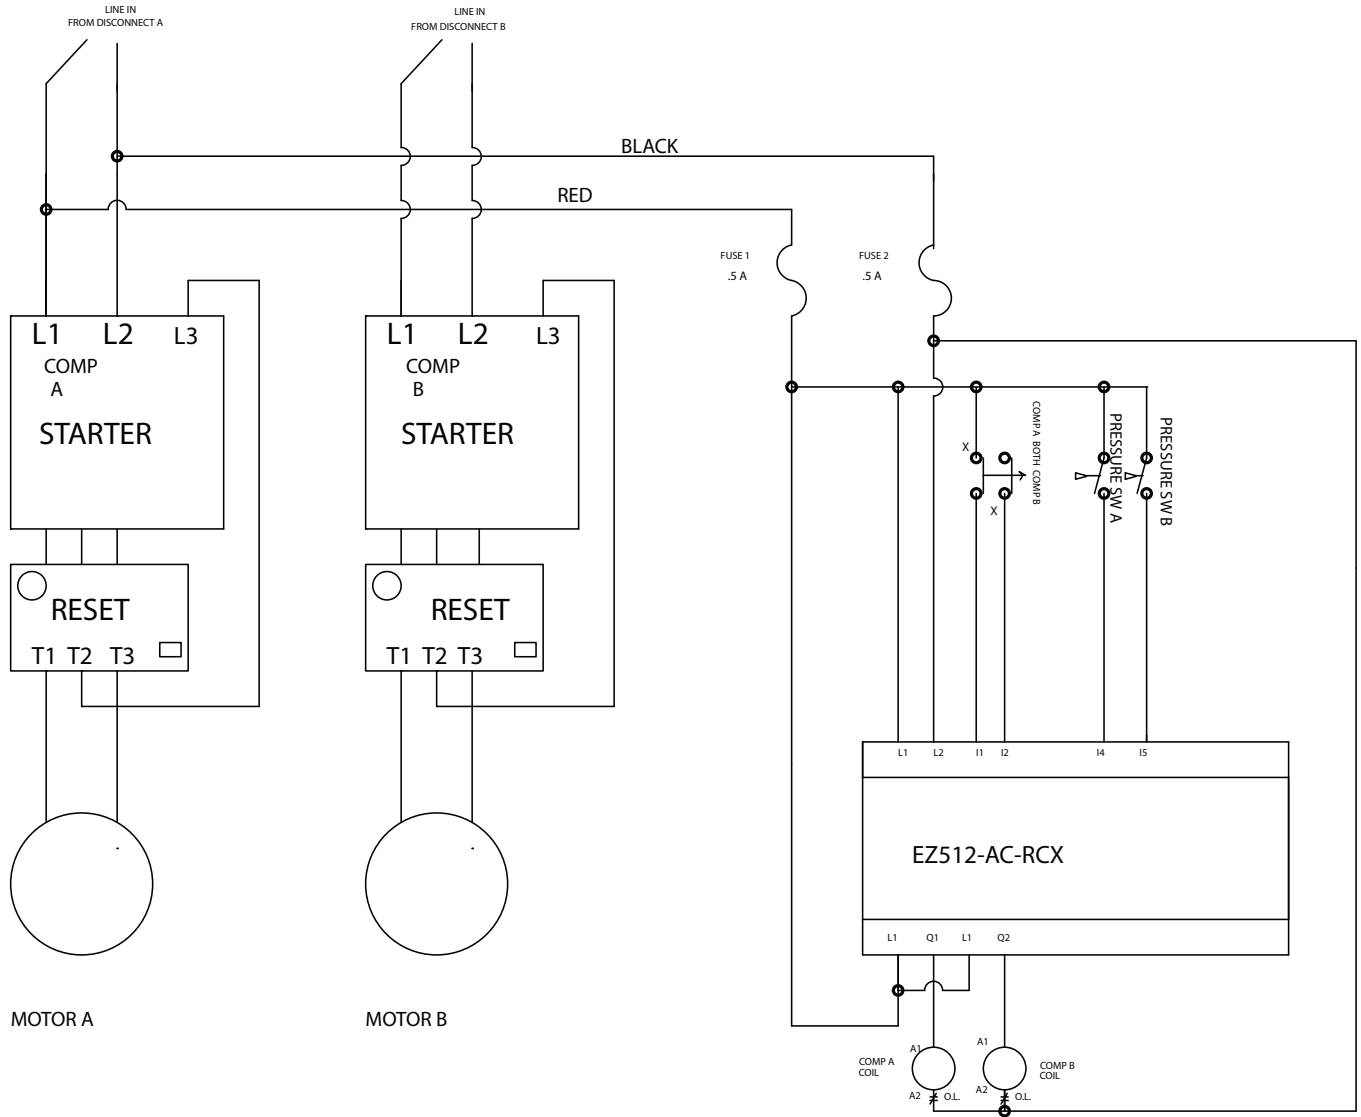 LINE IN
FROM DISCONNECT A
LINE IN
FROM DISCONNECT B
BLACK
RED
FUSE 1
.5 A
FUSE 2
.5 A
L1 L2 L3
COMP
A
STARTER
L1 L2 L3
COMP
B
STARTER
X
X
COMP A BOTH COMP B
PRESSURE SW A
PRESSURE SW B
RESET
T1 T2 T3
RESET
T1 T2 T3
L1 L2 I1 I2 I4 I5
EZ512-AC-RCX
L1 Q1 L1 Q2
MOTOR A
MOTOR B
COMP A
COIL
A1
A2
O.L.
A1
A2
O.L.
COMP B
COIL